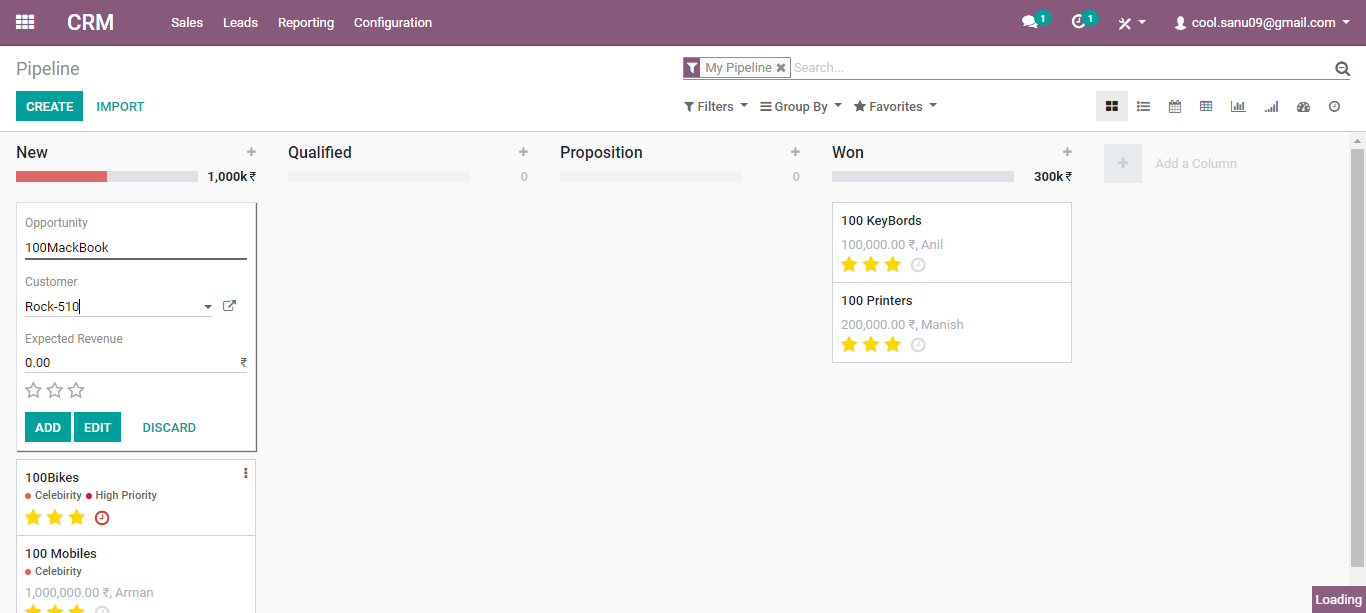 CRM
Sales Leads Reporting Configuration
1 1 cool.sanu09@gmail.com
Pipeline
My Pipeline Search...
CREATE IMPORT
Filters Group By Favorites
New
1,000k ₹
Qualified
0
Proposition
0
Won
300k ₹
Add a Column
Opportunity
100MackBook
Customer
Rock-510
Expected Revenue
0.00 ₹
ADD EDIT DISCARD
100Bikes
Celebirity High Priority
100 Mobiles
Celebirity
1,000,000.00 ₹, Arman
100 KeyBords
100,000.00 ₹, Anil
100 Printers
200,000.00 ₹, Manish
Loading